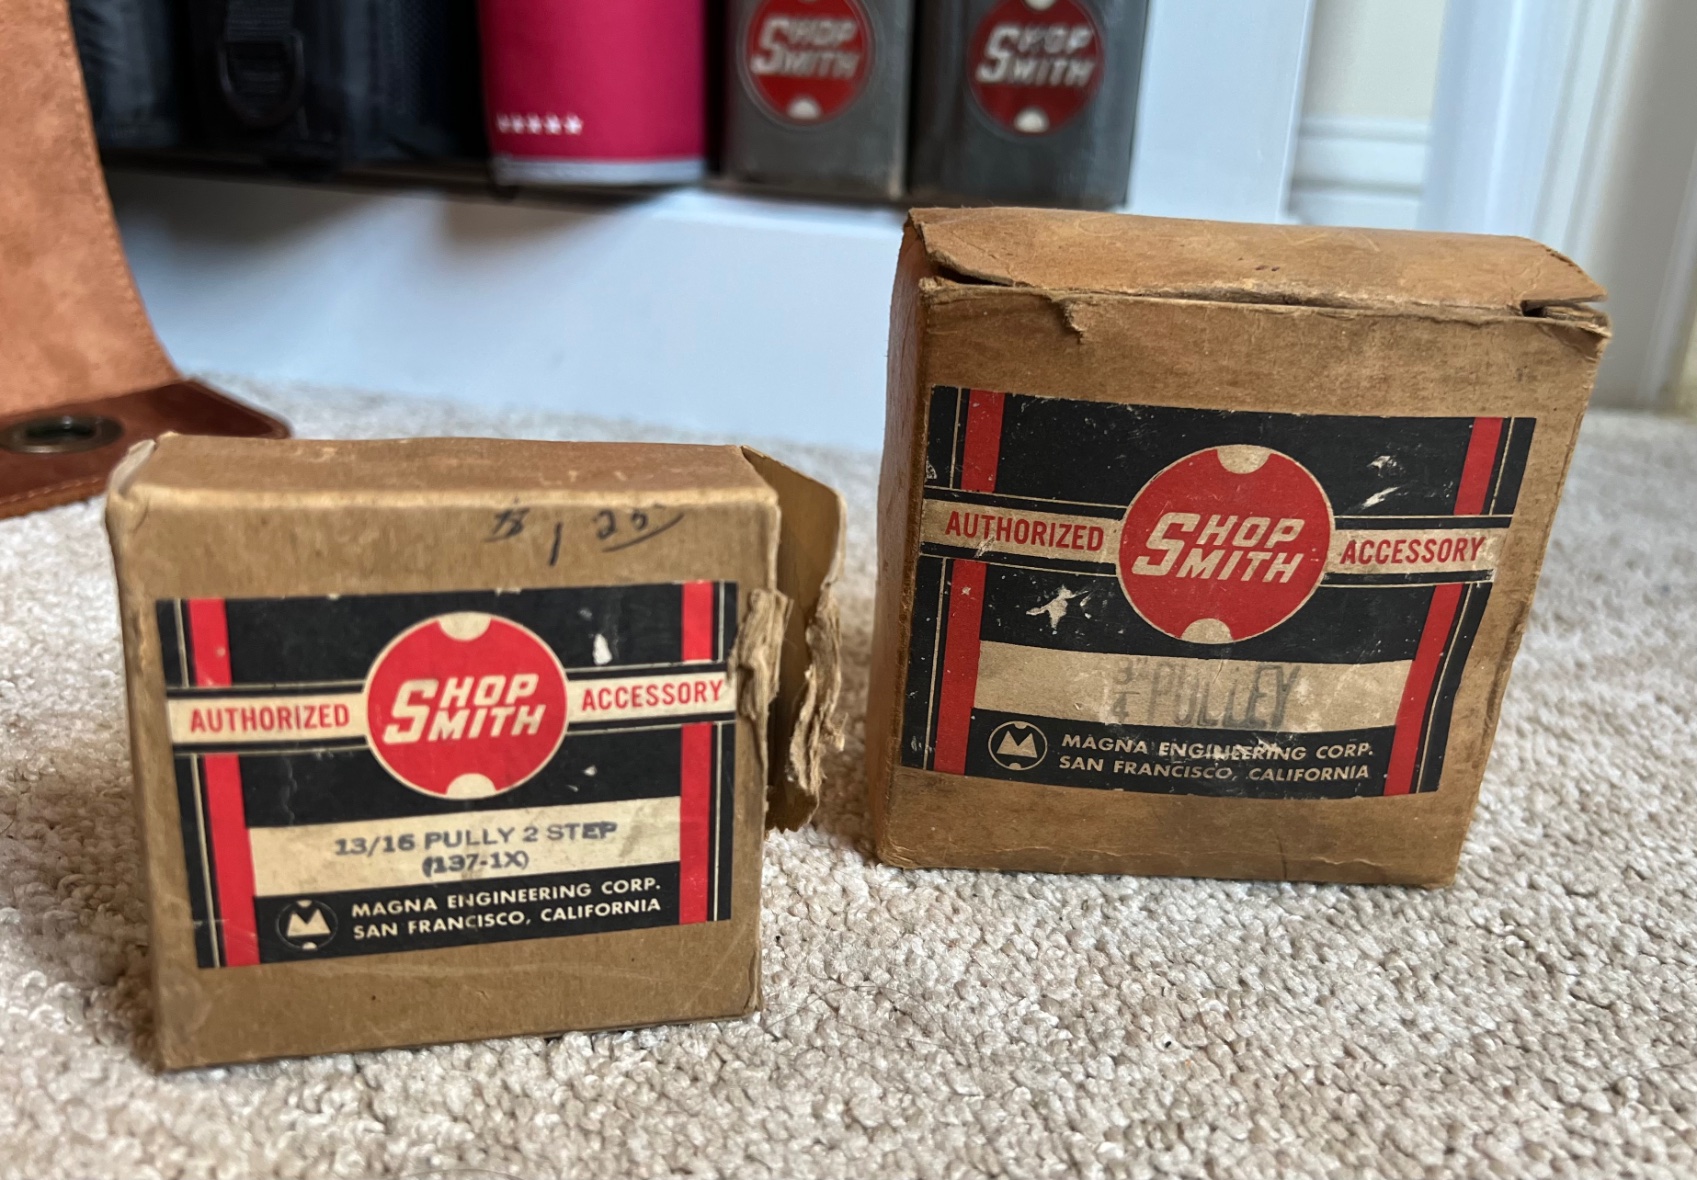 SHOP
SMITH
SHOP
SMITH
$1 25
AUTHORIZED
SHOP
SMITH
ACCESSORY
13/16 PULLY 2 STEP
(137-1X)
M
MAGNA ENGINEERING CORP.
SAN FRANCISCO, CALIFORNIA
AUTHORIZED
SHOP
SMITH
ACCESSORY
3/4" PULLEY
M
MAGNA ENGINEERING CORP.
SAN FRANCISCO, CALIFORNIA